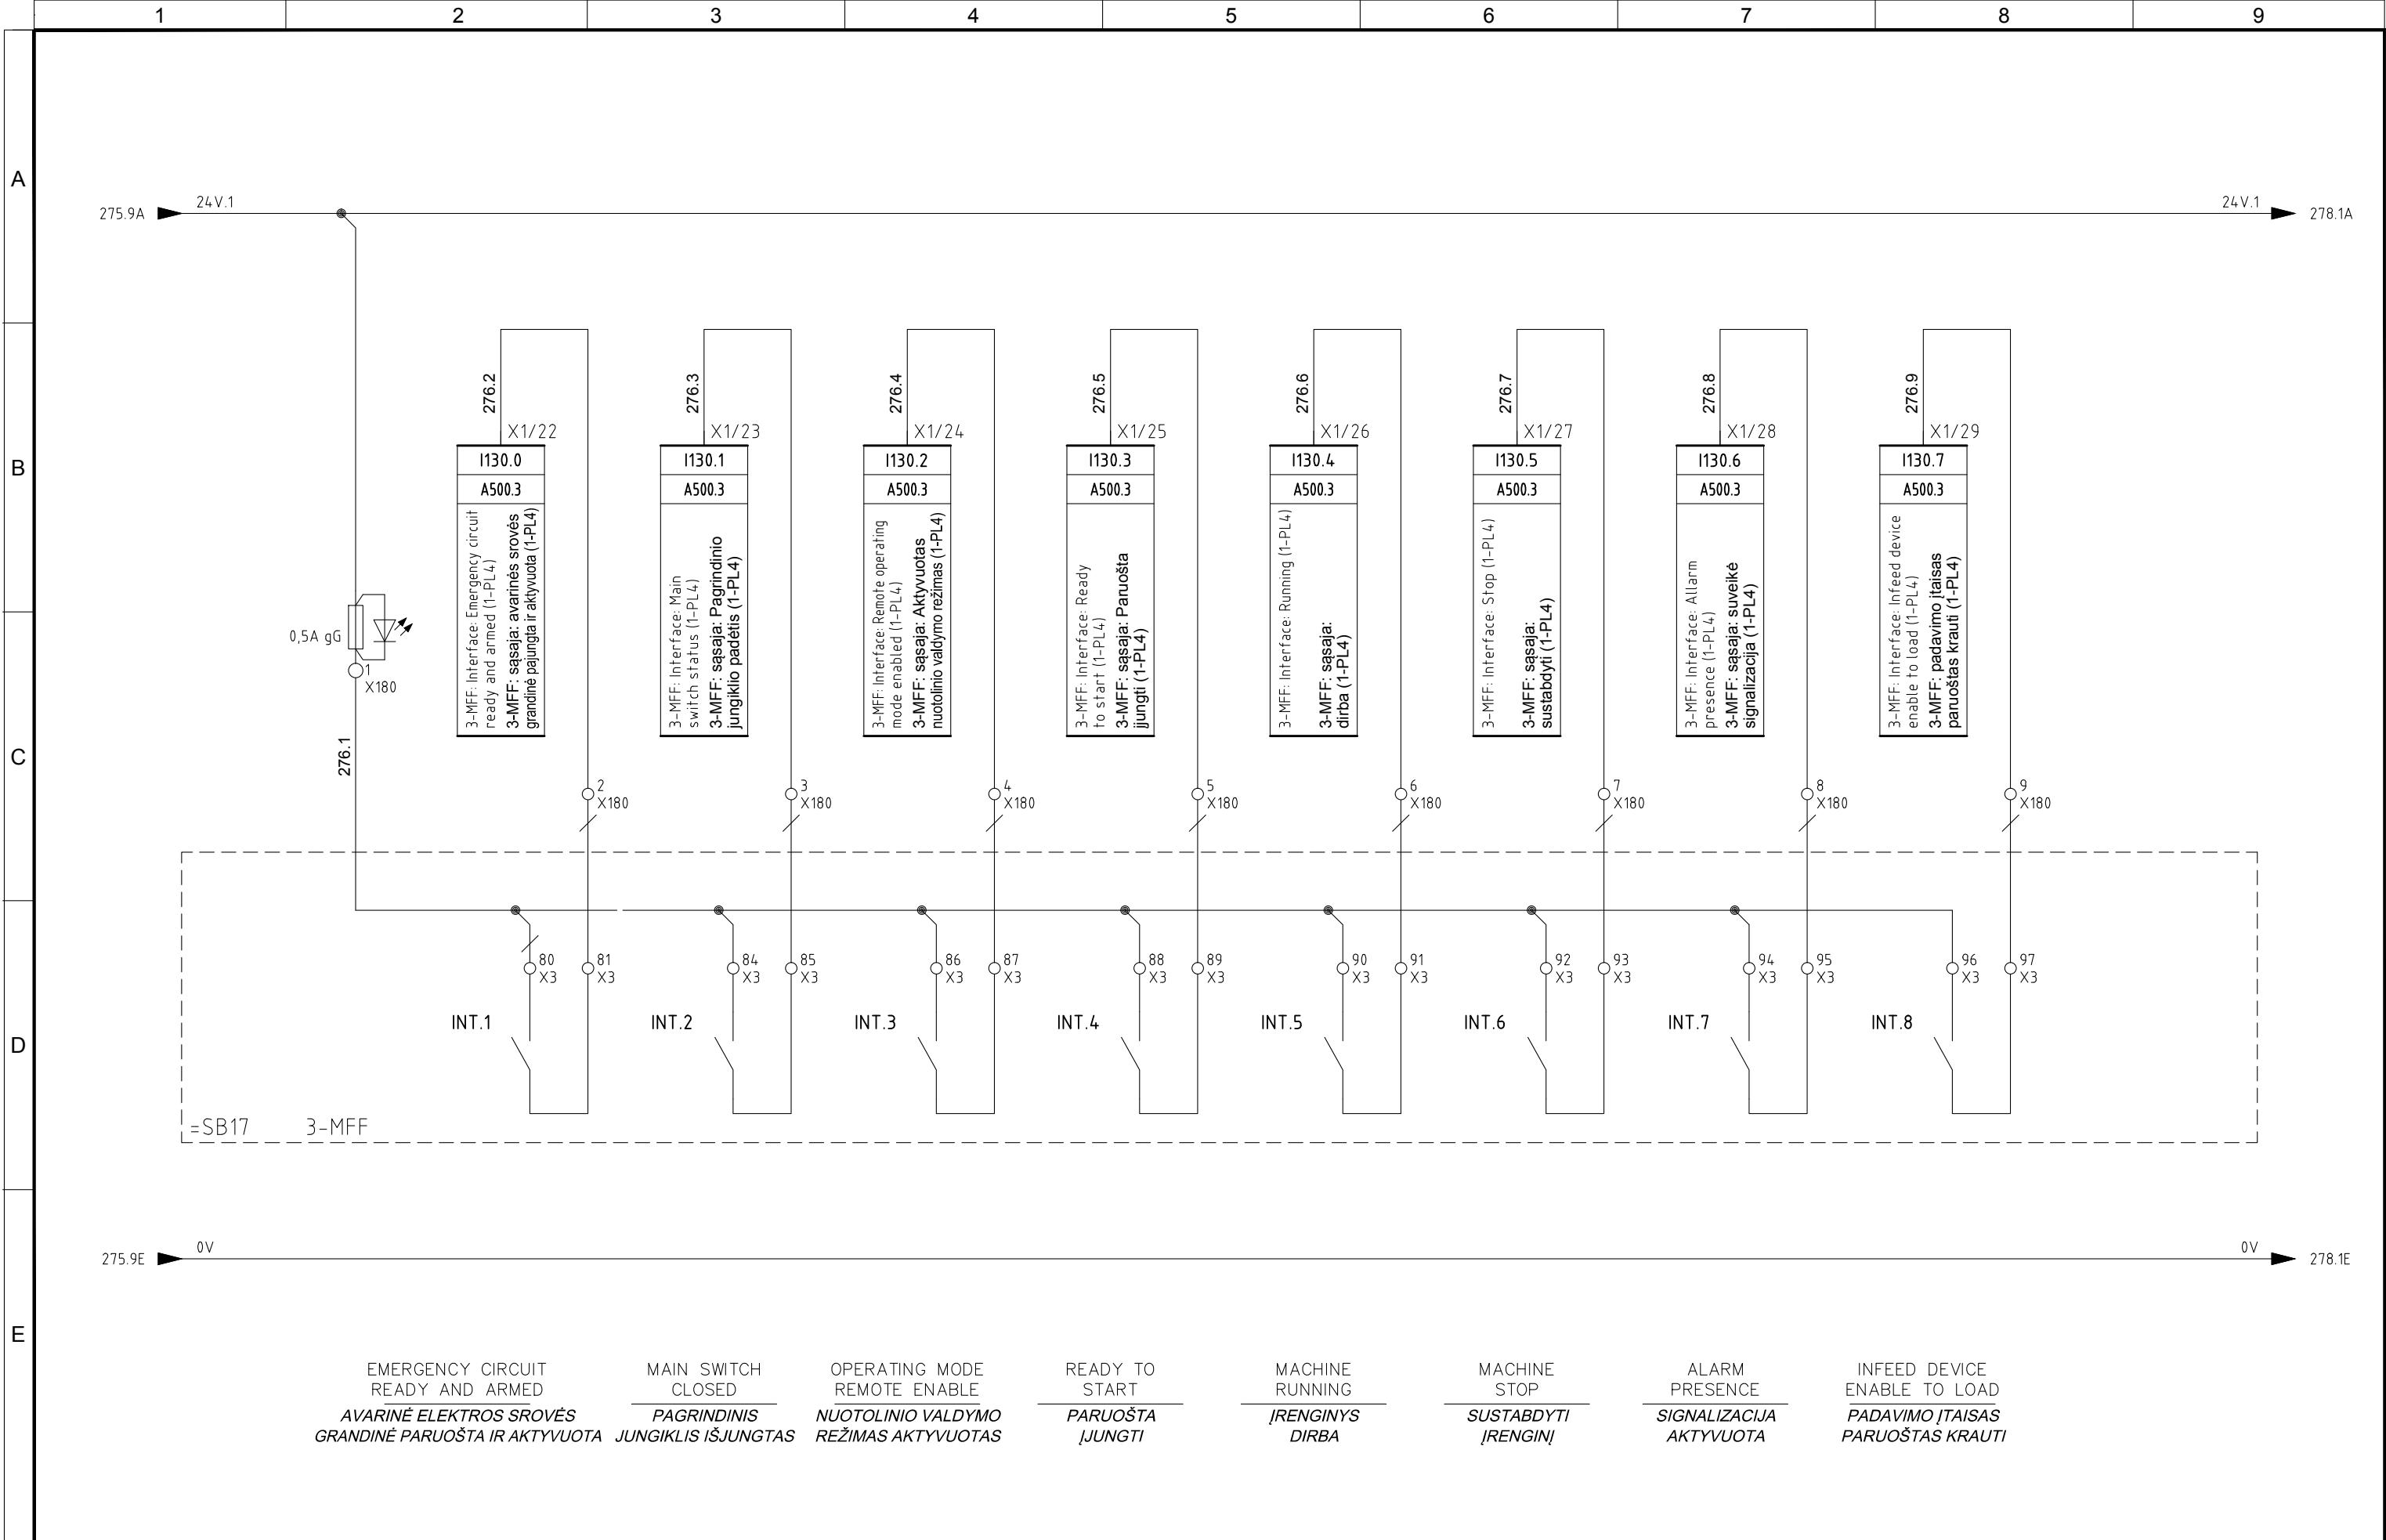 1 2 3 4 5 6 7 8 9
A
275.9A 24V.1 24V.1 278.1A
276.2 276.3 276.4 276.5 276.6 276.7 276.8 276.9
X1/22 X1/23 X1/24 X1/25 X1/26 X1/27 X1/28 X1/29
B
I130.0 I130.1 I130.2 I130.3 I130.4 I130.5 I130.6 I130.7
A500.3 A500.3 A500.3 A500.3 A500.3 A500.3 A500.3 A500.3
3-MFF: Interface: Emergency circuit
ready and armed (1-PL4)
3-MFF: sąsaja: avarinės srovės
grandinė pajungta ir aktyvuota (1-PL4)
3-MFF: Interface: Main
switch status (1-PL4)
3-MFF: sąsaja: Pagrindinio
jungiklio padėtis (1-PL4)
3-MFF: Interface: Remote operating
mode enabled (1-PL4)
3-MFF: sąsaja: Aktyvuotas
nuotolinio valdymo režimas (1-PL4)
3-MFF: Interface: Ready
to start (1-PL4)
3-MFF: sąsaja: Paruošta
įjungti (1-PL4)
3-MFF: Interface: Running (1-PL4)
3-MFF: sąsaja:
dirba (1-PL4)
3-MFF: Interface: Stop (1-PL4)
3-MFF: sąsaja:
sustabdyti (1-PL4)
3-MFF: Interface: Allarm
presence (1-PL4)
3-MFF: sąsaja: suveikė
signalizacija (1-PL4)
3-MFF: Interface: Infeed device
enable to load (1-PL4)
3-MFF: padavimo įtaisas
paruoštas krauti (1-PL4)
0,5A gG
1
X180
276.1
C
2 3 4 5 6 7 8 9
X180 X180 X180 X180 X180 X180 X180 X180
80 81 84 85 86 87 88 89 90 91 92 93 94 95 96 97
X3 X3 X3 X3 X3 X3 X3 X3 X3 X3 X3 X3 X3 X3 X3 X3
INT.1 INT.2 INT.3 INT.4 INT.5 INT.6 INT.7 INT.8
D
=SB17 3-MFF
275.9E 0V 0V 278.1E
E
EMERGENCY CIRCUIT
READY AND ARMED
AVARINĖ ELEKTROS SROVĖS
GRANDINĖ PARUOŠTA IR AKTYVUOTA
MAIN SWITCH
CLOSED
PAGRINDINIS
JUNGIKLIS IŠJUNGTAS
OPERATING MODE
REMOTE ENABLE
NUOTOLINIO VALDYMO
REŽIMAS AKTYVUOTAS
READY TO
START
PARUOŠTA
ĮJUNGTI
MACHINE
RUNNING
ĮRENGINYS
DIRBA
MACHINE
STOP
SUSTABDYTI
ĮRENGINĮ
ALARM
PRESENCE
SIGNALIZACIJA
AKTYVUOTA
INFEED DEVICE
ENABLE TO LOAD
PADAVIMO ĮTAISAS
PARUOŠTAS KRAUTI